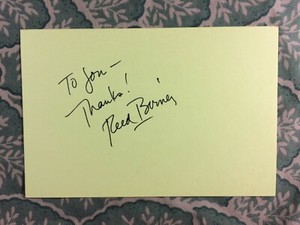 To Jon -
Thanks!
Reed Birney